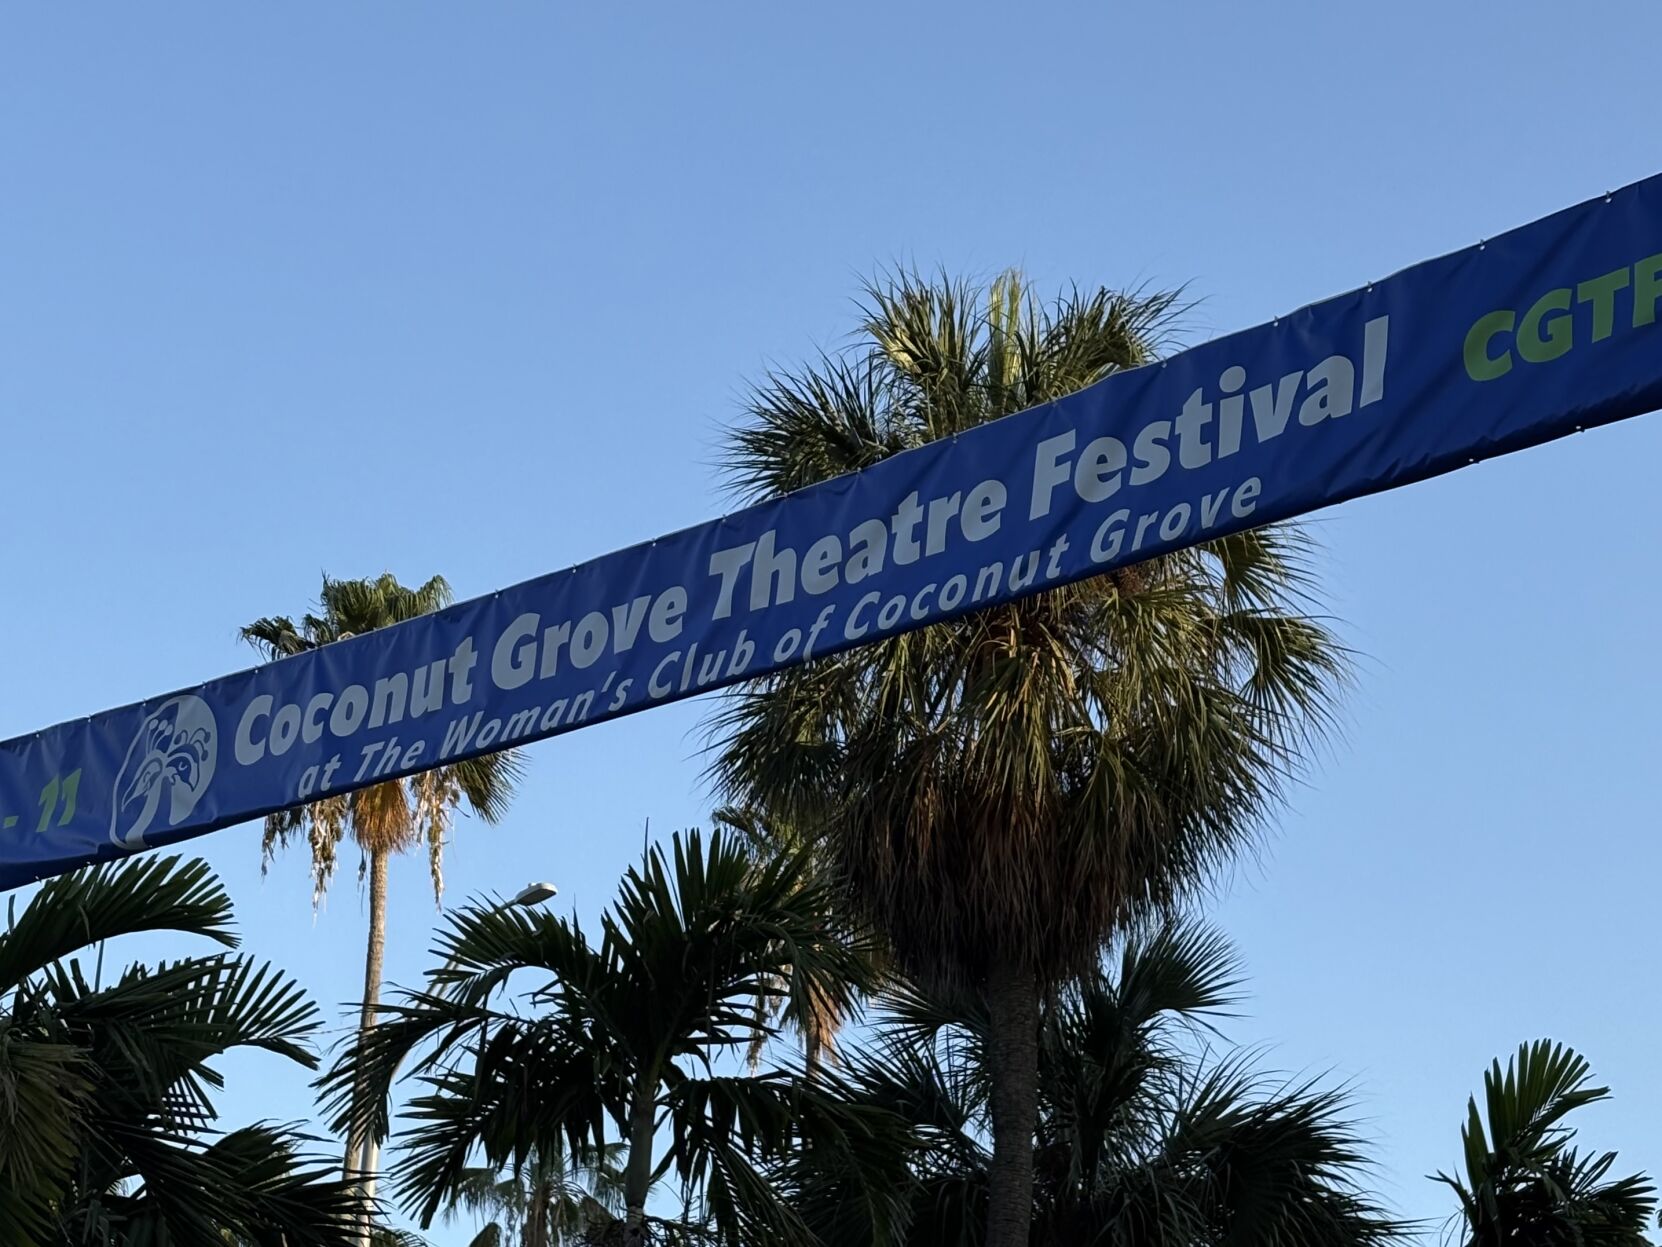 - 11
Coconut Grove Theatre Festival
at The Woman's Club of Coconut Grove
CGTF